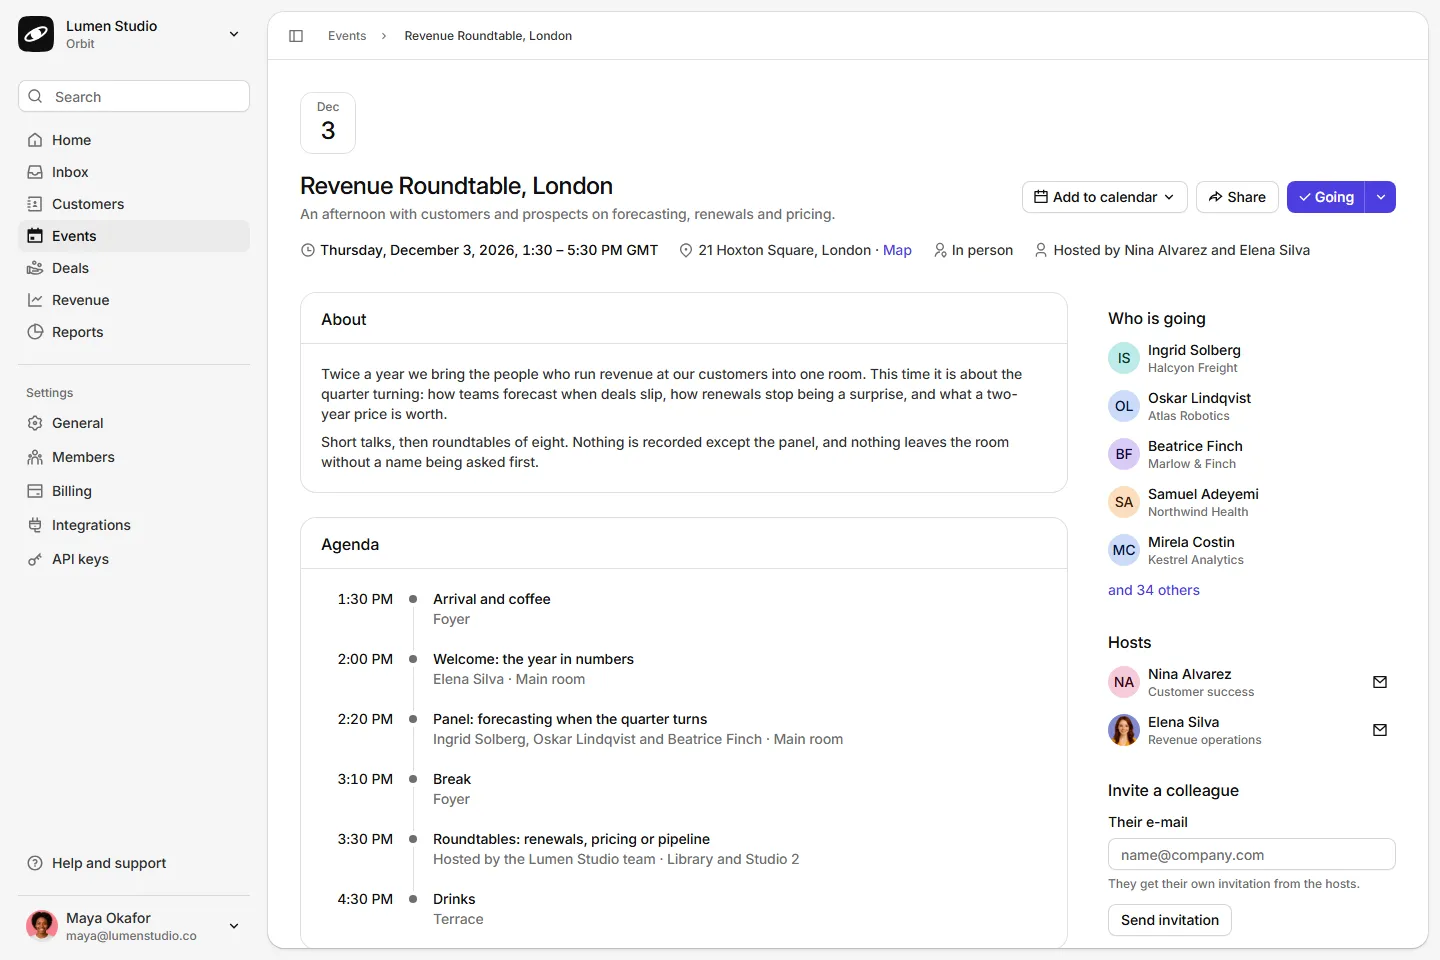 Lumen Studio
Orbit
Search
Home
Inbox
Customers
Events
Deals
Revenue
Reports
Settings
General
Members
Billing
Integrations
API keys
Help and support
Maya Okafor
maya@lumenstudio.co
Events
Revenue Roundtable, London
Dec
3
Revenue Roundtable, London
An afternoon with customers and prospects on forecasting, renewals and pricing.
Add to calendar
Share
Going
Thursday, December 3, 2026, 1:30 – 5:30 PM GMT
21 Hoxton Square, London · Map
In person
Hosted by Nina Alvarez and Elena Silva
About
Twice a year we bring the people who run revenue at our customers into one room. This time it is about the
quarter turning: how teams forecast when deals slip, how renewals stop being a surprise, and what a two-
year price is worth.
Short talks, then roundtables of eight. Nothing is recorded except the panel, and nothing leaves the room
without a name being asked first.
Agenda
1:30 PM
Arrival and coffee
Foyer
2:00 PM
Welcome: the year in numbers
Elena Silva · Main room
2:20 PM
Panel: forecasting when the quarter turns
Ingrid Solberg, Oskar Lindqvist and Beatrice Finch · Main room
3:10 PM
Break
Foyer
3:30 PM
Roundtables: renewals, pricing or pipeline
Hosted by the Lumen Studio team · Library and Studio 2
4:30 PM
Drinks
Terrace
Who is going
IS
Ingrid Solberg
Halcyon Freight
OL
Oskar Lindqvist
Atlas Robotics
BF
Beatrice Finch
Marlow & Finch
SA
Samuel Adeyemi
Northwind Health
MC
Mirela Costin
Kestrel Analytics
and 34 others
Hosts
NA
Nina Alvarez
Customer success
Elena Silva
Revenue operations
Invite a colleague
Their e-mail
name@company.com
They get their own invitation from the hosts.
Send invitation